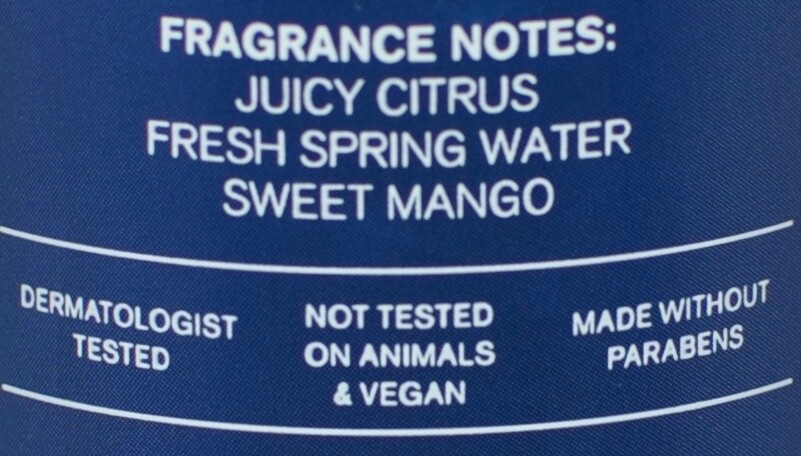 FRAGRANCE NOTES:
JUICY CITRUS
FRESH SPRING WATER
SWEET MANGO
DERMATOLOGIST
TESTED
NOT TESTED
ON ANIMALS
& VEGAN
MADE WITHOUT
PARABENS